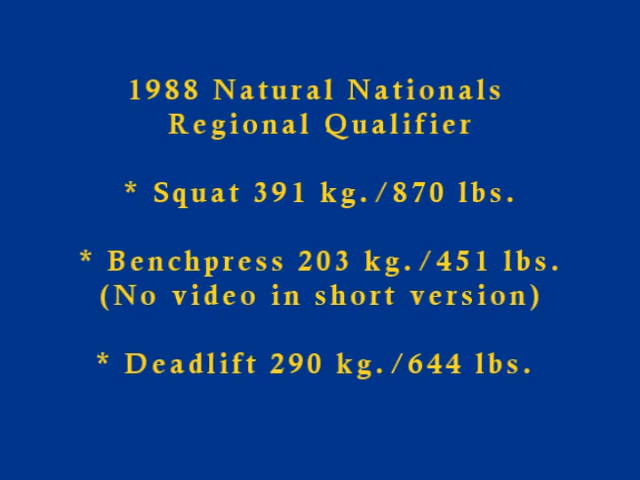 1988 Natural Nationals
Regional Qualifier
* Squat 391 kg./870 lbs.
* Benchpress 203 kg./451 lbs.
(No video in short version)
* Deadlift 290 kg./644 lbs.